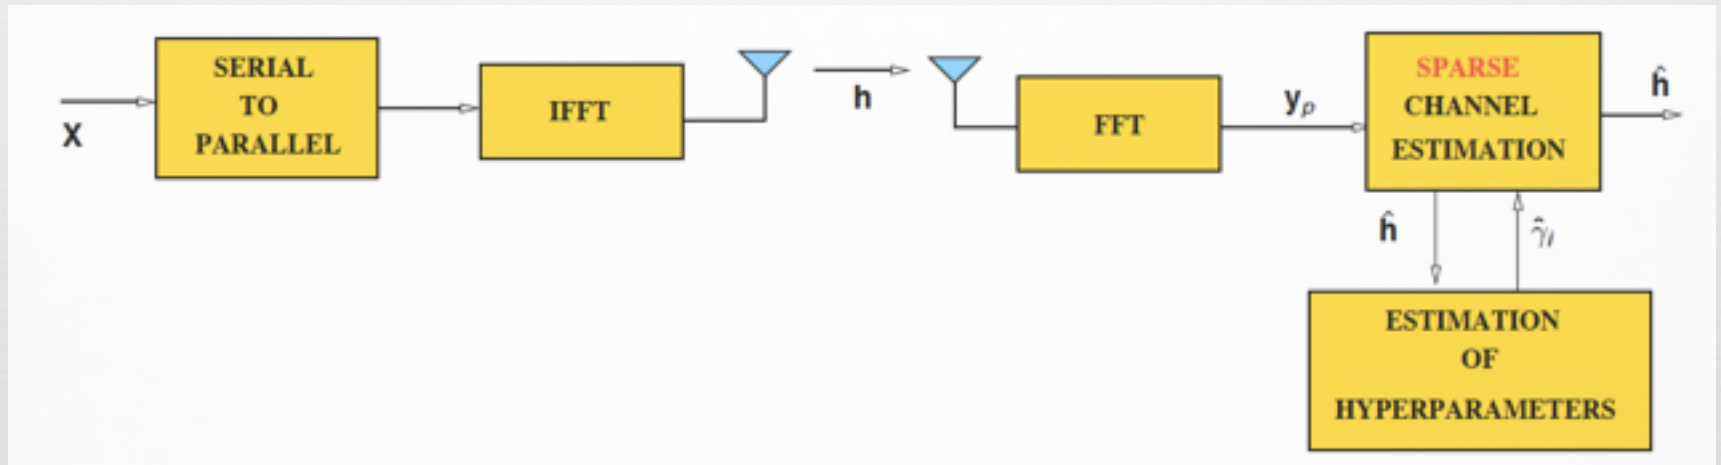 X
SERIAL
TO
PARALLEL
IFFT
h
FFT
yₚ
SPARSE
CHANNEL
ESTIMATION
ĥ
ĥ
γ̂ₗ
ESTIMATION
OF
HYPERPARAMETERS